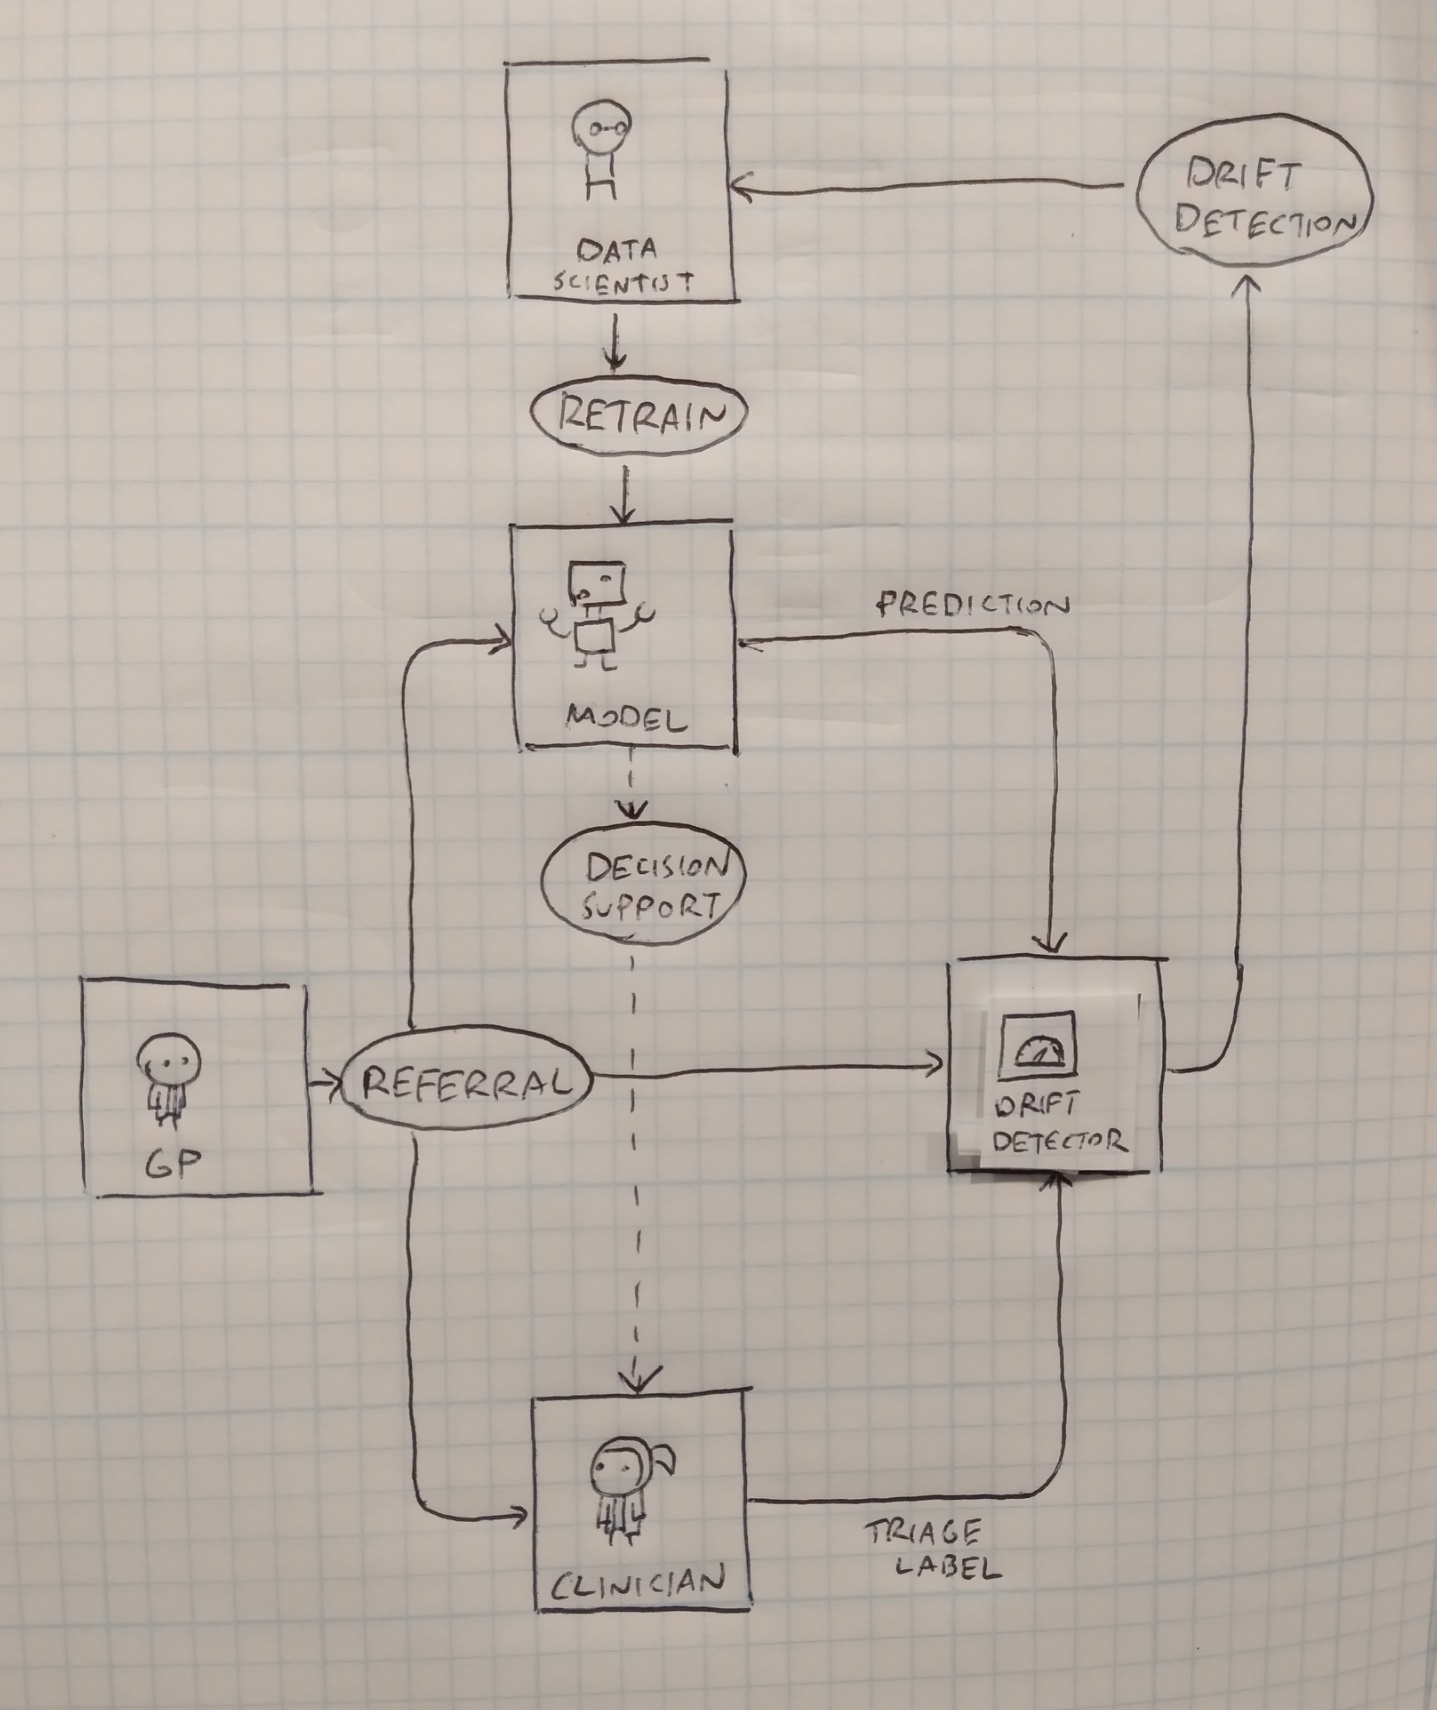 DRIFT
DETECTION
DATA
SCIENTIST
RETRAIN
PREDICTION
MODEL
DECISION
SUPPORT
REFERRAL
GP
DRIFT
DETECTOR
TRIAGE
LABEL
CLINICIAN